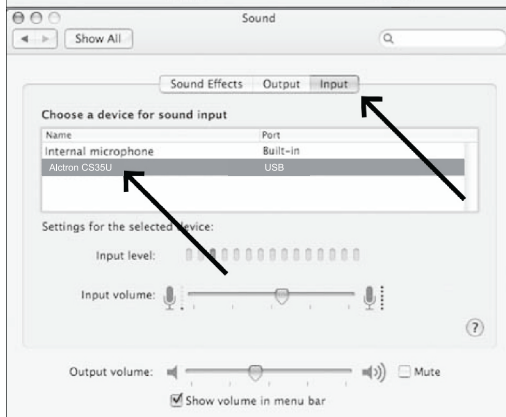 Sound
Show All
Sound Effects Output Input
Choose a device for sound input
Name Port
Internal microphone Built-in
Alctron CS35U USB
Settings for the selected device:
Input level:
Input volume:
?
Output volume: Mute
Show volume in menu bar